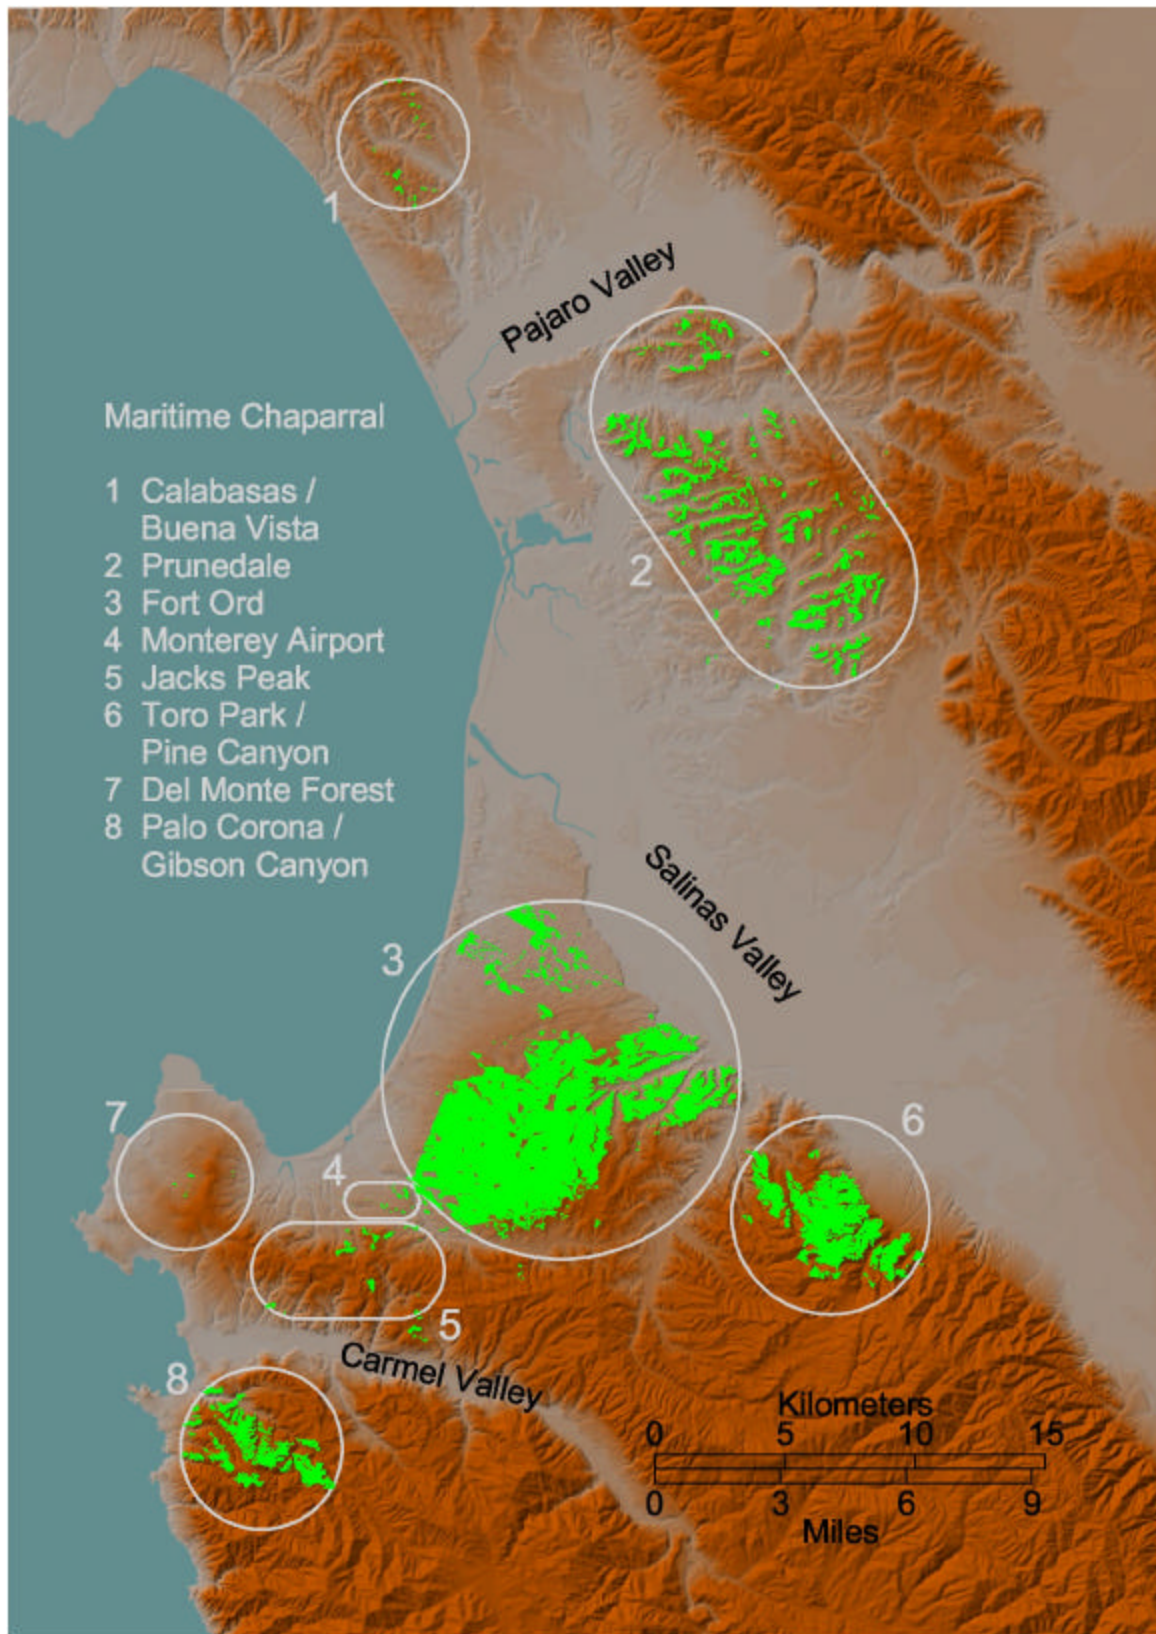 1
Pajaro Valley
Maritime Chaparral
1 Calabasas /
Buena Vista
2 Prunedale
3 Fort Ord
4 Monterey Airport
5 Jacks Peak
6 Toro Park /
Pine Canyon
7 Del Monte Forest
8 Palo Corona /
Gibson Canyon
2
Salinas Valley
3
7
6
4
5
Carmel Valley
8
Kilometers
0 5 10 15
0 3 6 9
Miles